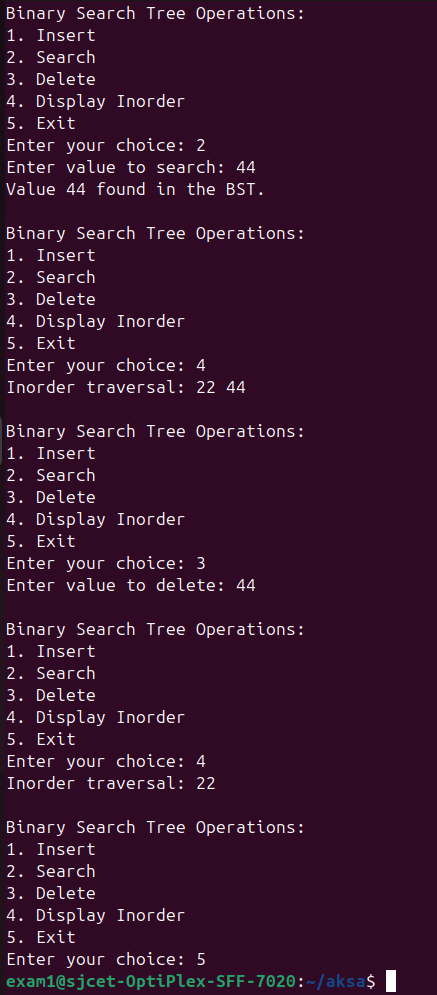 Binary Search Tree Operations:
1. Insert
2. Search
3. Delete
4. Display Inorder
5. Exit
Enter your choice: 2
Enter value to search: 44
Value 44 found in the BST.
Binary Search Tree Operations:
1. Insert
2. Search
3. Delete
4. Display Inorder
5. Exit
Enter your choice: 4
Inorder traversal: 22 44
Binary Search Tree Operations:
1. Insert
2. Search
3. Delete
4. Display Inorder
5. Exit
Enter your choice: 3
Enter value to delete: 44
Binary Search Tree Operations:
1. Insert
2. Search
3. Delete
4. Display Inorder
5. Exit
Enter your choice: 4
Inorder traversal: 22
Binary Search Tree Operations:
1. Insert
2. Search
3. Delete
4. Display Inorder
5. Exit
Enter your choice: 5
exam1@sjcet-OptiPlex-SFF-7020:~/aksa$